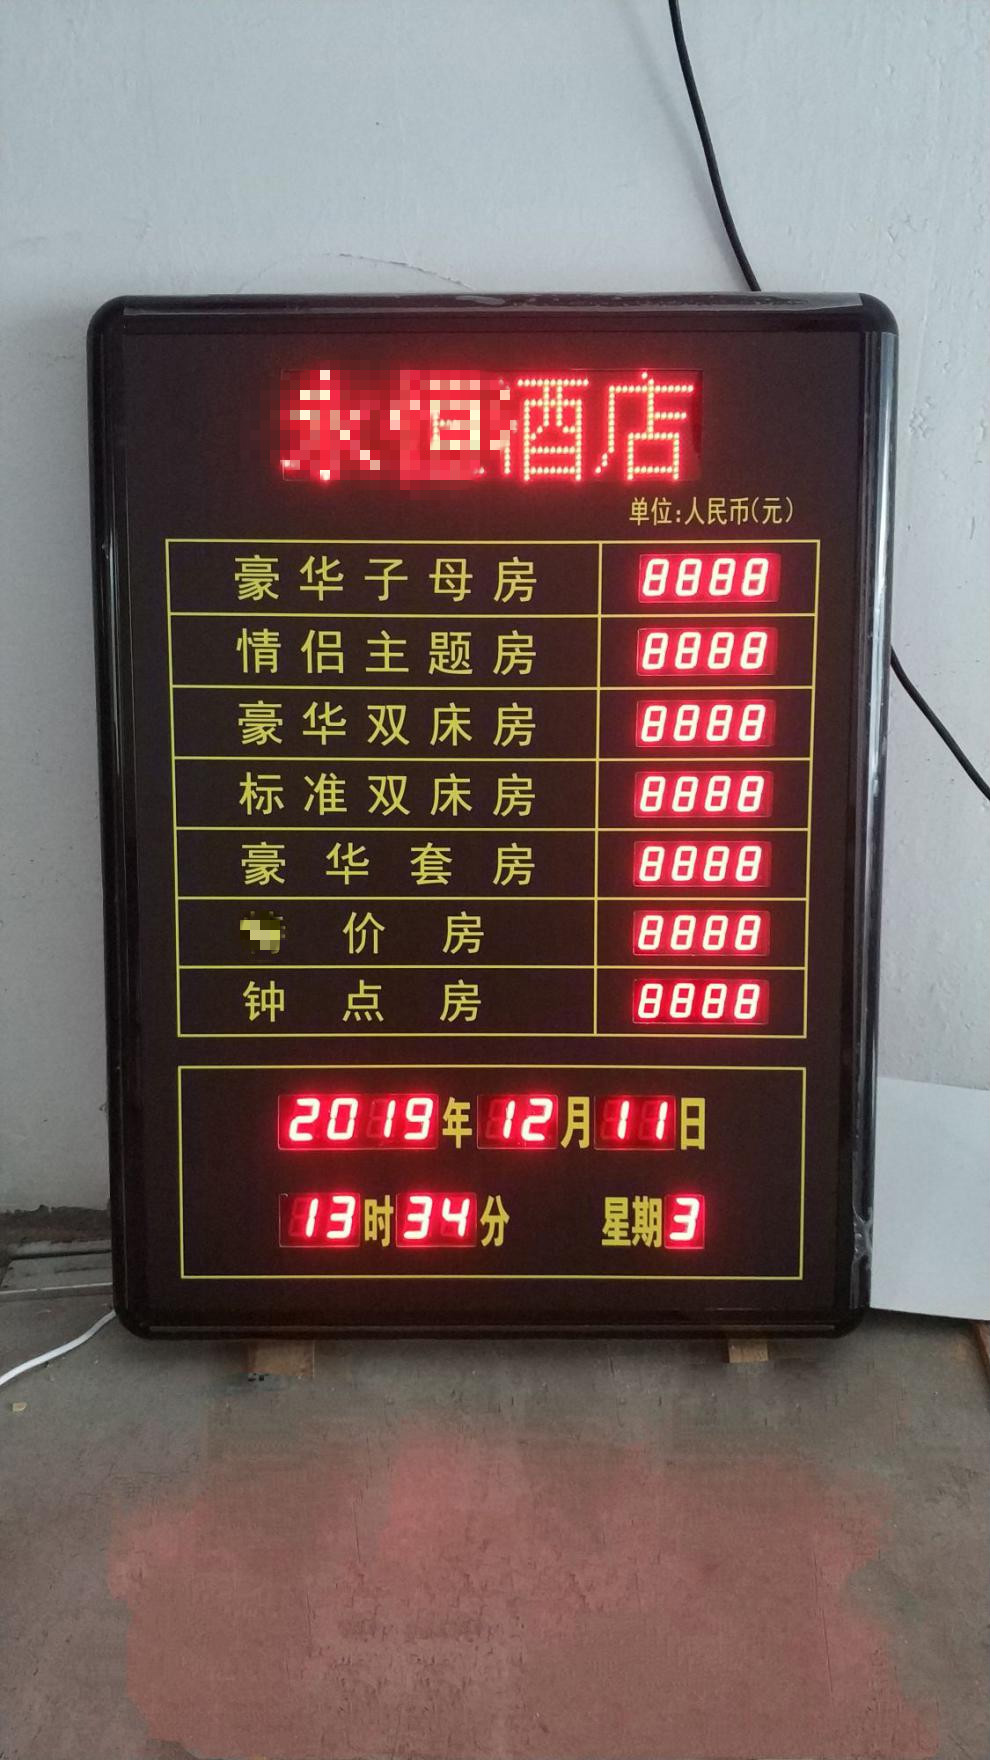 酒店
单位:人民币(元)
豪华子母房 8888
情侣主题房 8888
豪华双床房 8888
标准双床房 8888
豪华套房 8888
价房 8888
钟点房 8888
2019年12月11日
13时34分 星期3